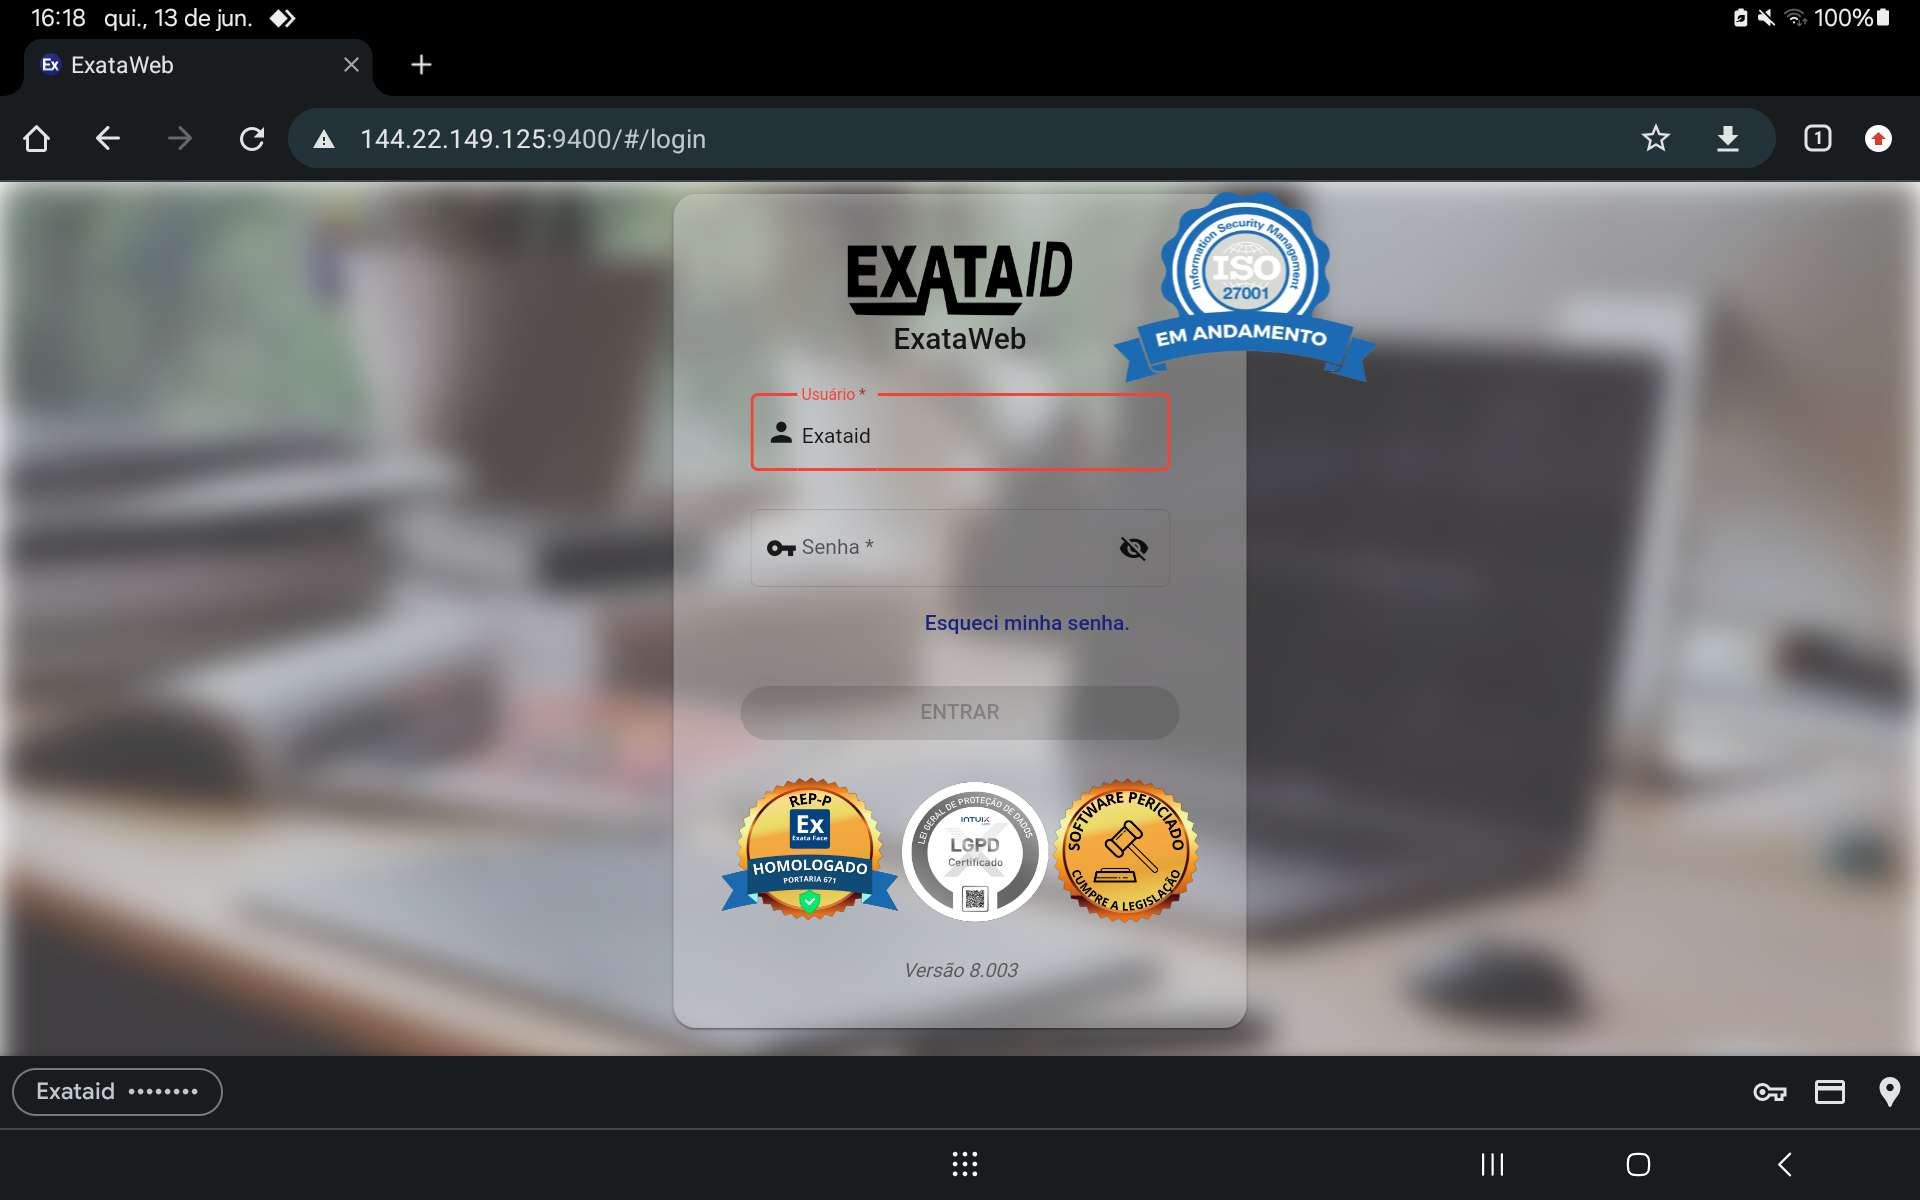 16:18 qui., 13 de jun. 100%
Ex ExataWeb
144.22.149.125:9400/#/login 1
EXATAID
ExataWeb
Information Security Management
ISO
27001
EM ANDAMENTO
Usuário *
Exataid
Senha *
Esqueci minha senha.
ENTRAR
REP-P
Ex
Exata Face
HOMOLOGADO
PORTARIA 671
LEI GERAL DE PROTEÇÃO DE DADOS
INTUIX
LGPD
Certificado
SOFTWARE PERICIADO
CUMPRE A LEGISLAÇÃO
Versão 8.003
Exataid ••••••••